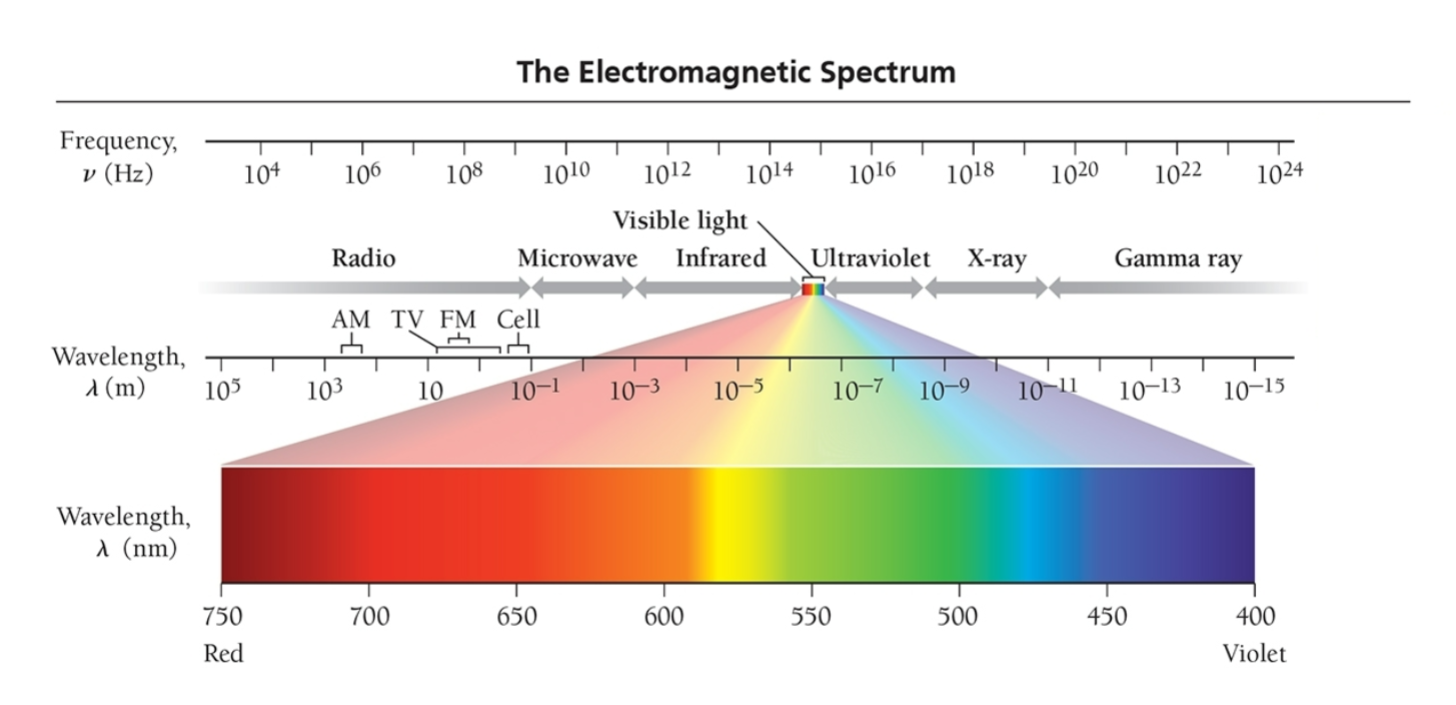 The Electromagnetic Spectrum
Frequency,
ν (Hz)
10⁴ 10⁶ 10⁸ 10¹⁰ 10¹² 10¹⁴ 10¹⁶ 10¹⁸ 10²⁰ 10²² 10²⁴
Visible light
Radio Microwave Infrared Ultraviolet X-ray Gamma ray
AM TV FM Cell
Wavelength,
λ (m)
10⁵ 10³ 10 10⁻¹ 10⁻³ 10⁻⁵ 10⁻⁷ 10⁻⁹ 10⁻¹¹ 10⁻¹³ 10⁻¹⁵
Wavelength,
λ (nm)
750 700 650 600 550 500 450 400
Red Violet